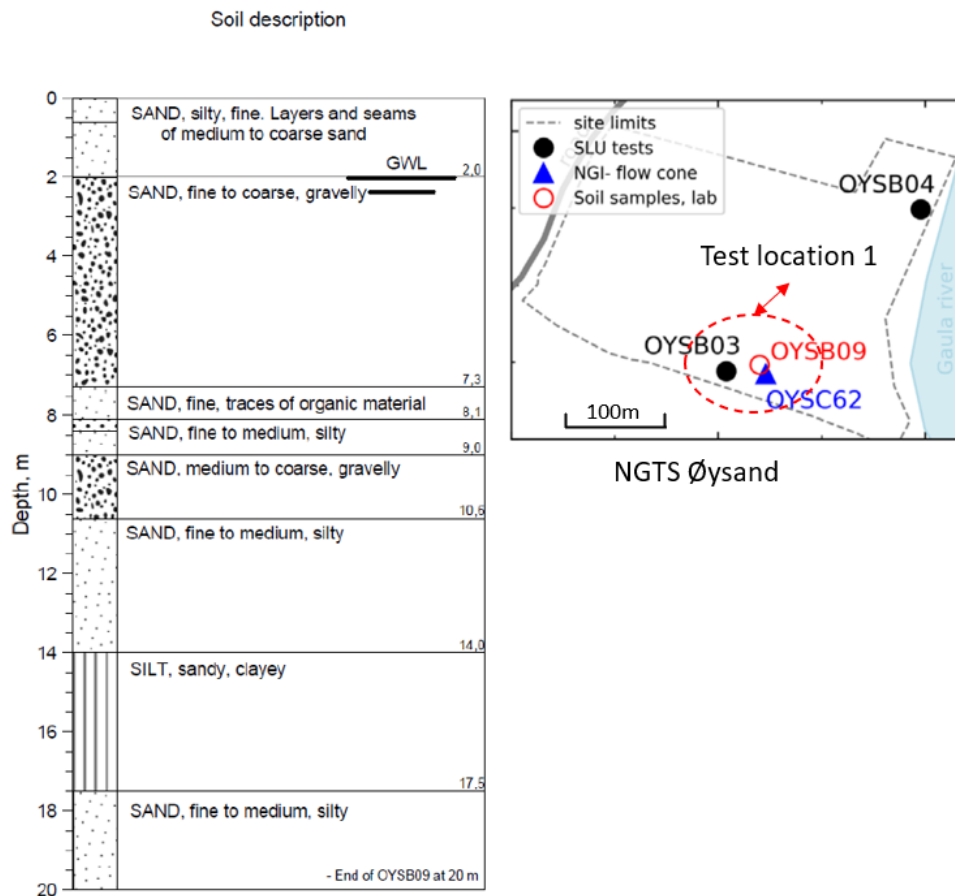 Soil description
0
2
4
6
8
10
12
14
16
18
20
Depth, m
SAND, silty, fine. Layers and seams
of medium to coarse sand
GWL
2,0
SAND, fine to coarse, gravelly
7,3
SAND, fine, traces of organic material
8,1
SAND, fine to medium, silty
9,0
SAND, medium to coarse, gravelly
10,6
SAND, fine to medium, silty
14,0
SILT, sandy, clayey
17,5
SAND, fine to medium, silty
- End of OYSB09 at 20 m
site limits
SLU tests
NGI- flow cone
Soil samples, lab
OYSB04
Test location 1
OYSB03
OYSB09
OYSC62
100m
Gaula river
NGTS Øysand